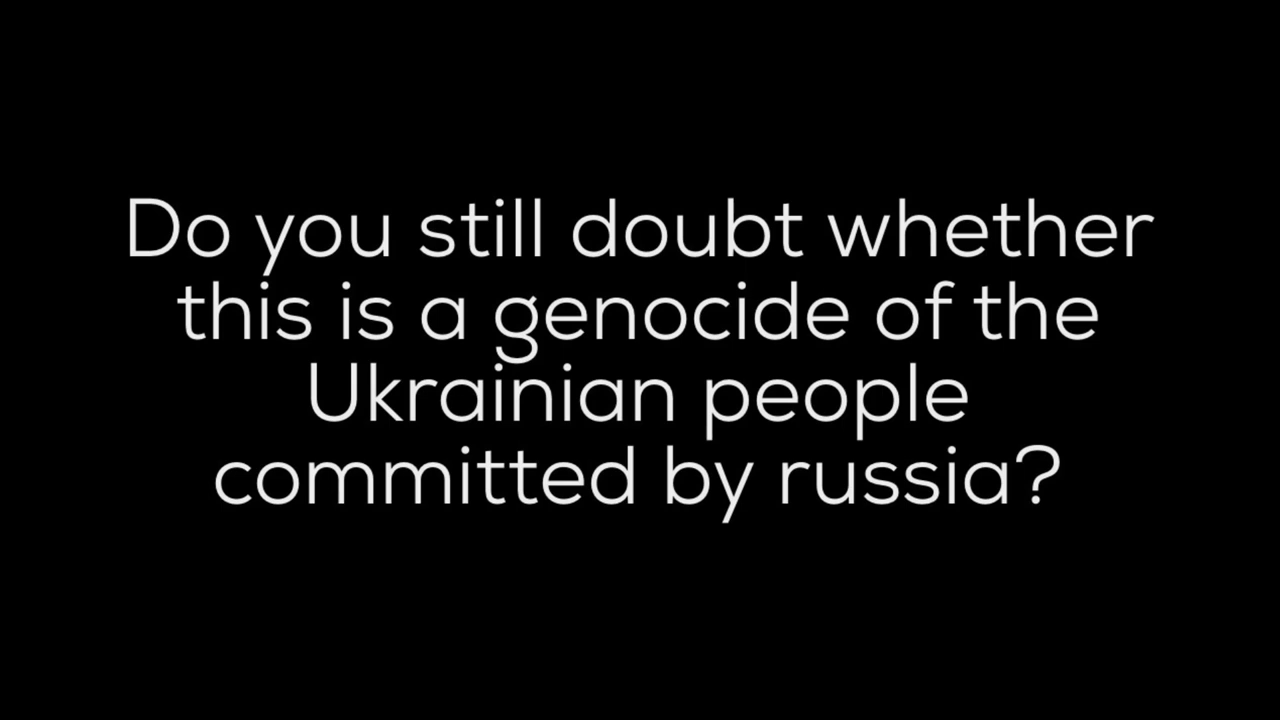 Do you still doubt whether
this is a genocide of the
Ukrainian people
committed by russia?